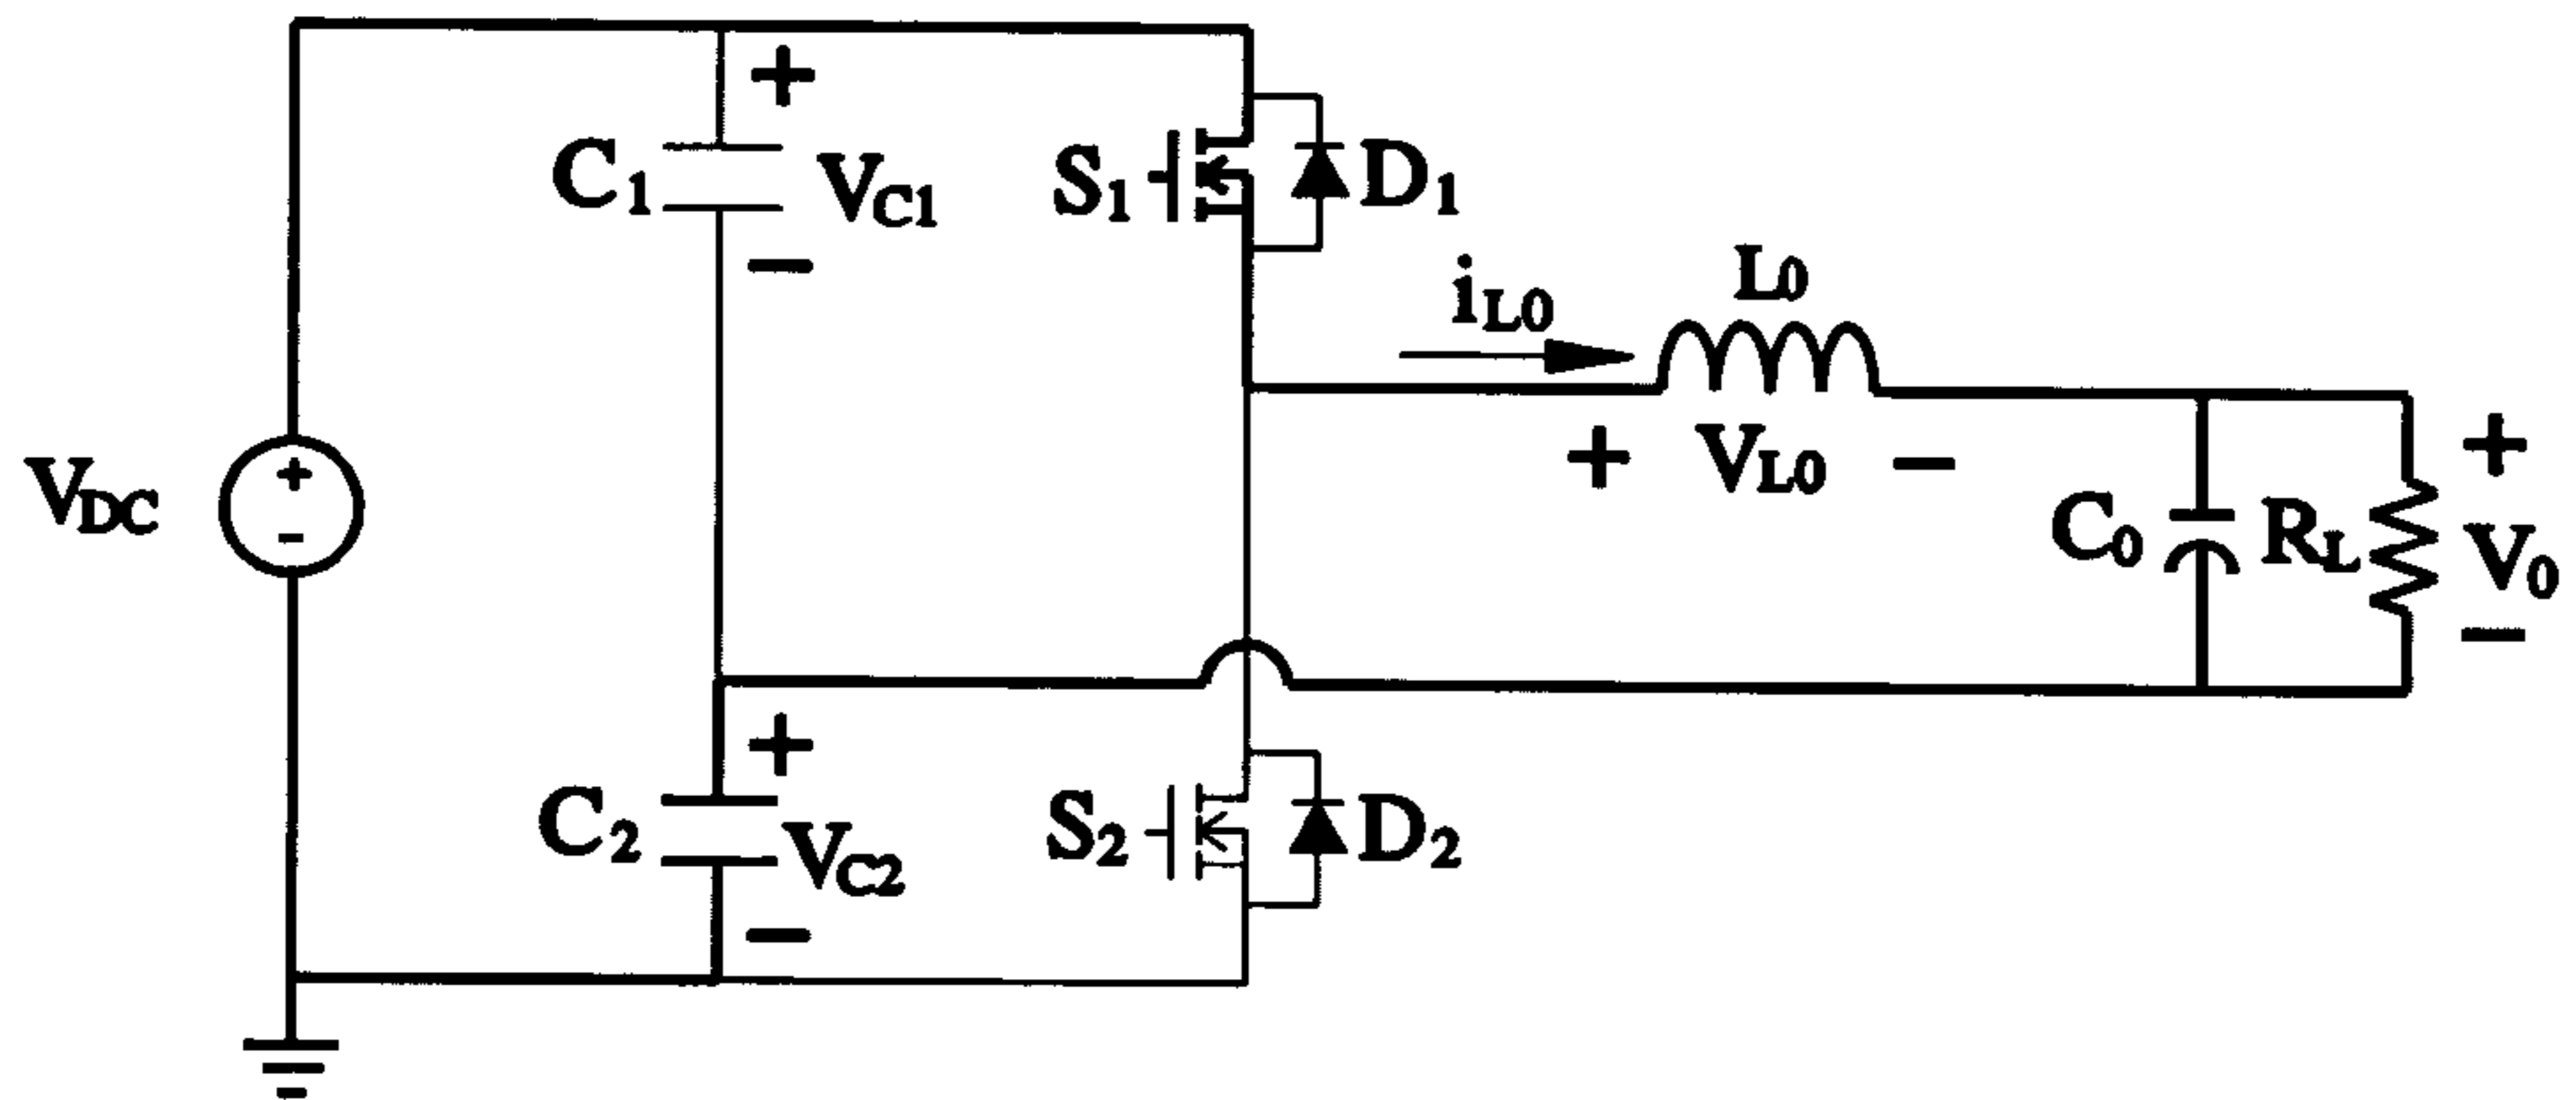 +
C1
VC1
−
S1
D1
iL0
L0
+ VL0 −
VDC
+
-
C0
RL
+
V0
−
+
C2
VC2
−
S2
D2